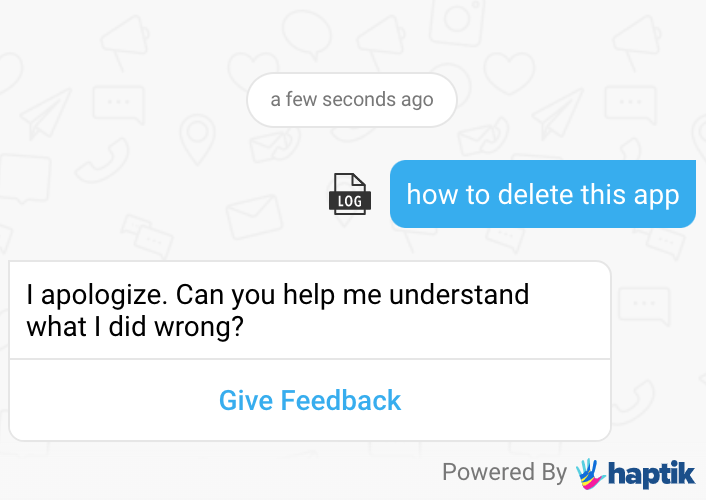 a few seconds ago
LOG
how to delete this app
I apologize. Can you help me understand
what I did wrong?
Give Feedback
Powered By haptik